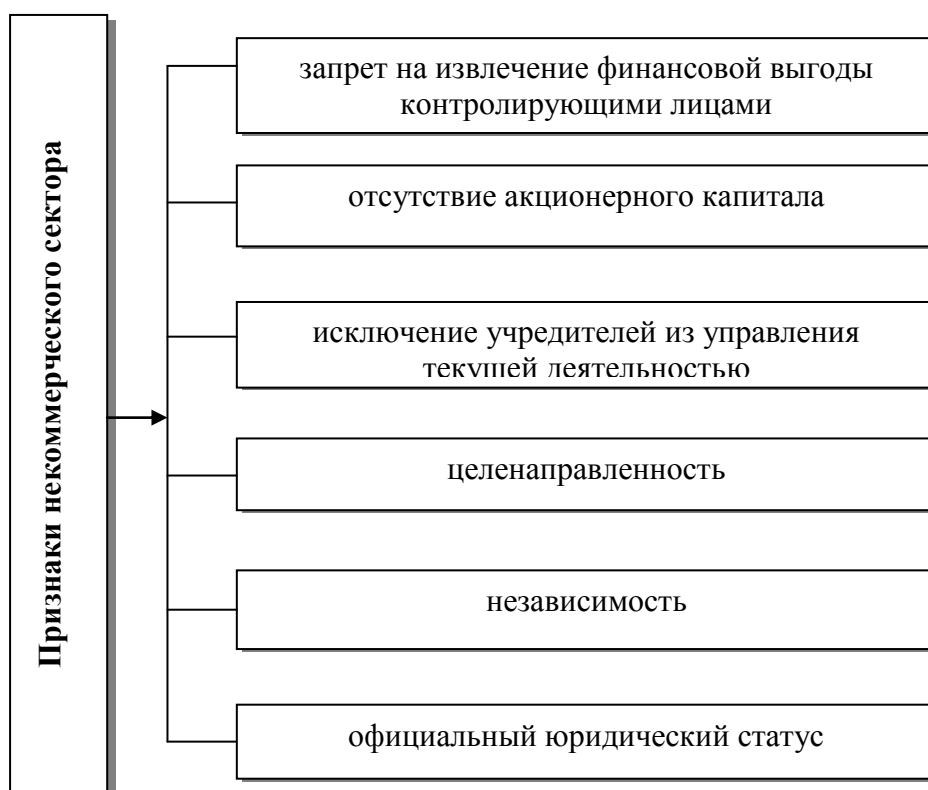 Признаки некоммерческого сектора
запрет на извлечение финансовой выгоды
контролирующими лицами
отсутствие акционерного капитала
исключение учредителей из управления
текущей деятельностью
целенаправленность
независимость
официальный юридический статус